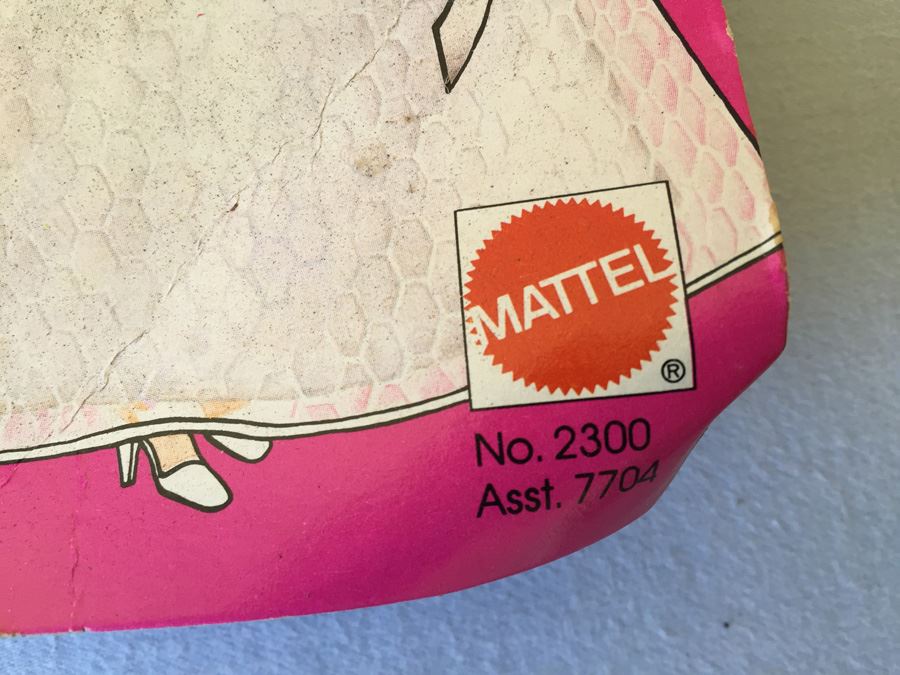 MATTEL
®
No. 2300
Asst. 7704